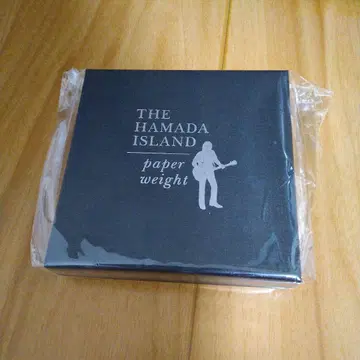 THE
HAMADA
ISLAND
paper
weight